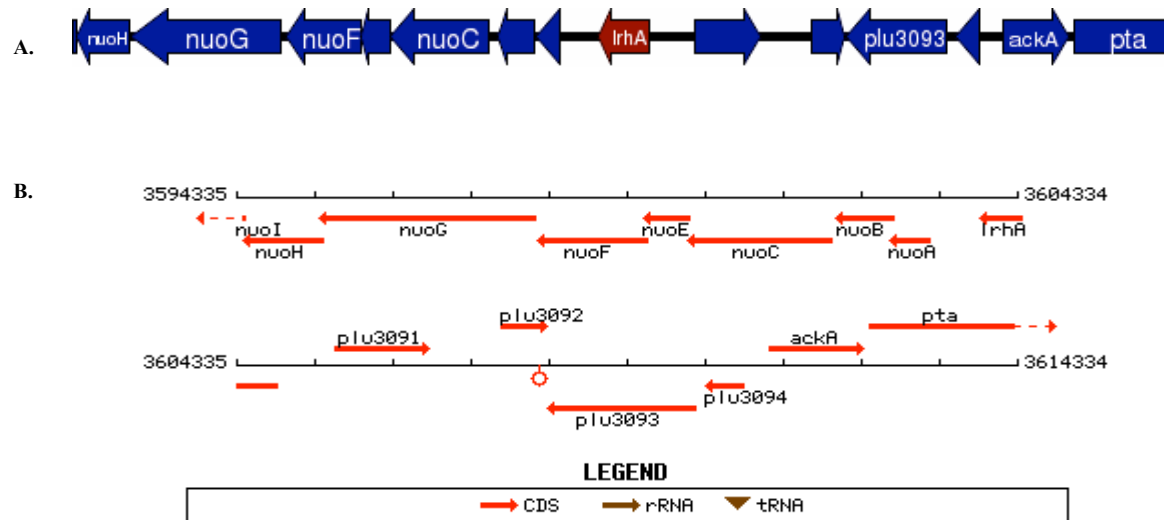 A.
nuoH nuoG nuoF nuoC lrhA plu3093 ackA pta
B.
3594335 3604334
nuoI nuoG nuoE nuoB lrhA
nuoH nuoF nuoC nuoA
plu3092 pta
plu3091 ackA
3604335 3614334
plu3094
plu3093
LEGEND
CDS rRNA tRNA